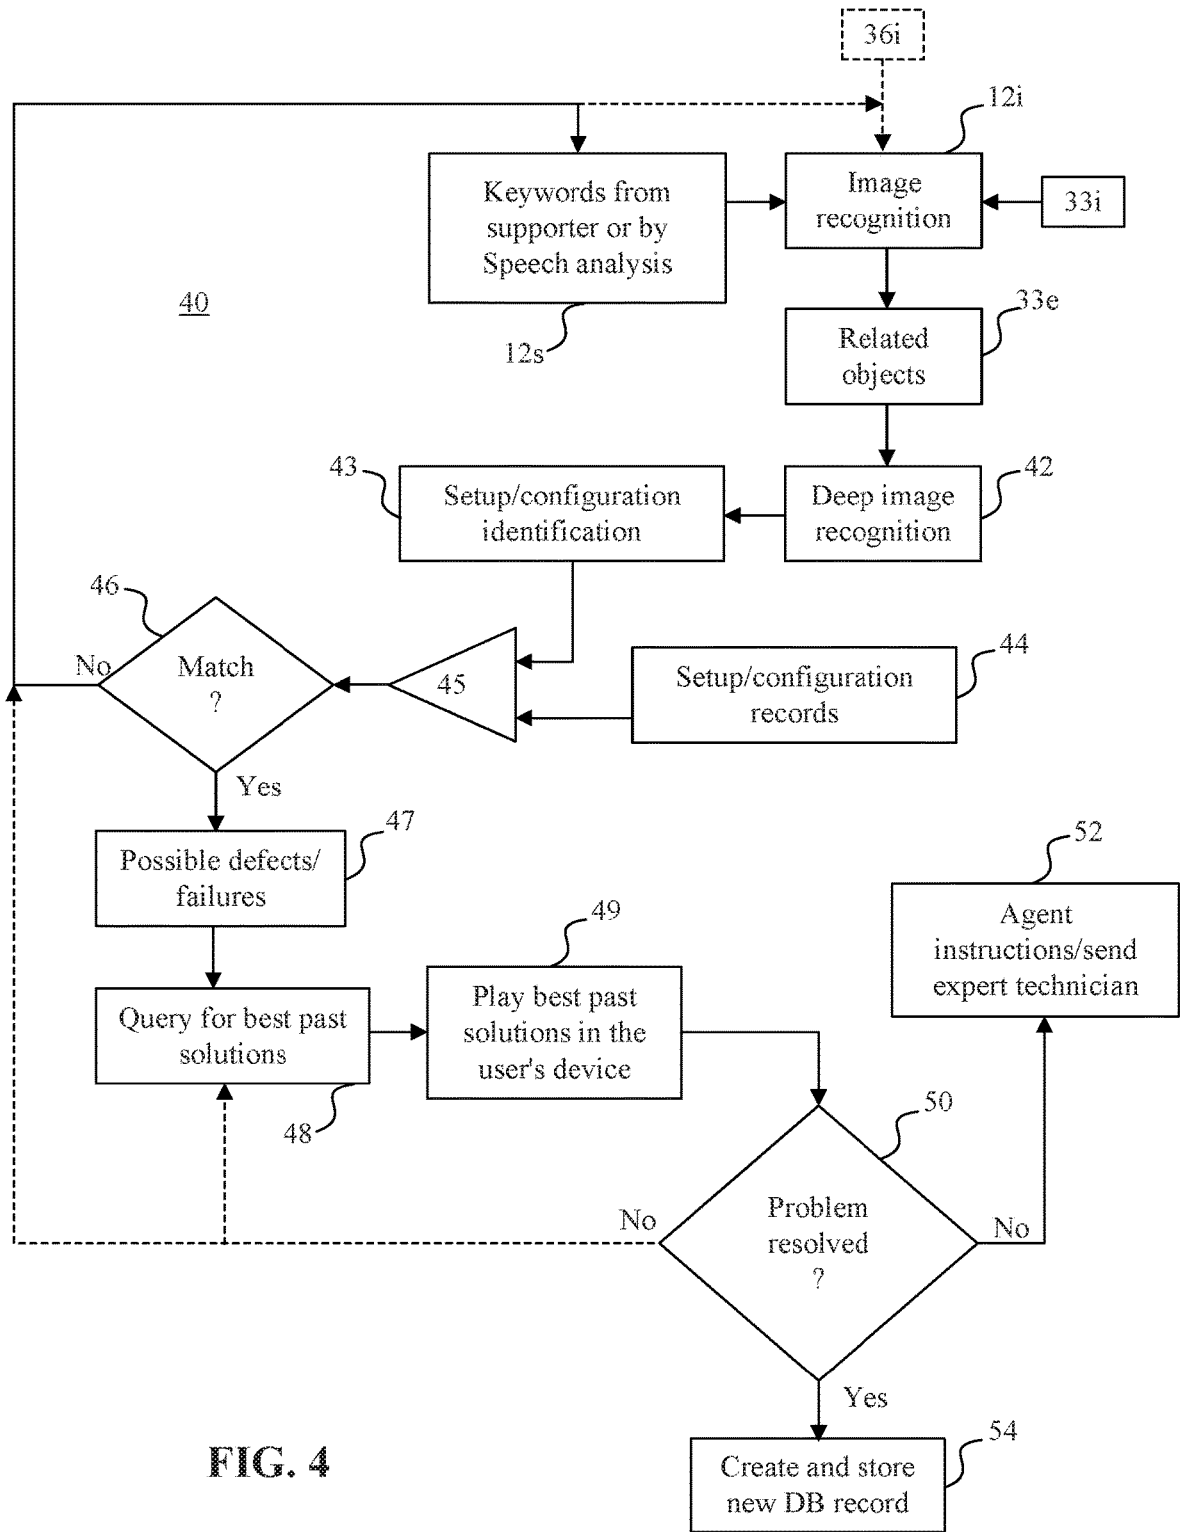 36i
12i
Keywords from
supporter or by
Speech analysis
Image
recognition
33i
40
12s
33e
Related
objects
43
Setup/configuration
identification
42
Deep image
recognition
46
No
Match
?
45
44
Setup/configuration
records
Yes
47
Possible defects/
failures
52
Agent
instructions/send
expert technician
49
Query for best past
solutions
Play best past
solutions in the
user's device
48
50
No
Problem
resolved
?
No
Yes
54
Create and store
new DB record
FIG. 4